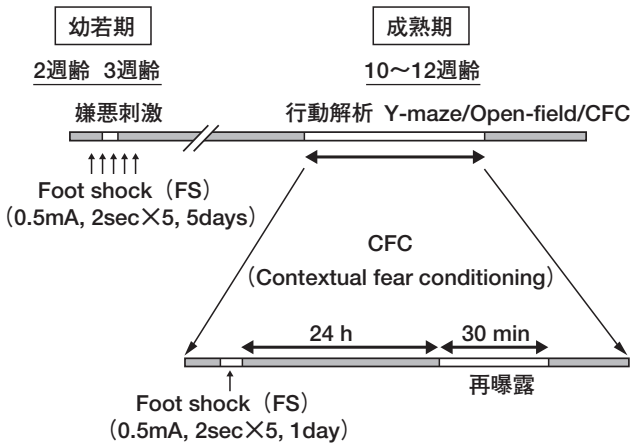 幼若期 成熟期
2週齢 3週齢 10〜12週齢
嫌悪刺激 行動解析 Y-maze/Open-field/CFC
Foot shock（FS）
（0.5mA, 2sec×5, 5days）
CFC
（Contextual fear conditioning）
24 h 30 min
再曝露
Foot shock（FS）
（0.5mA, 2sec×5, 1day）